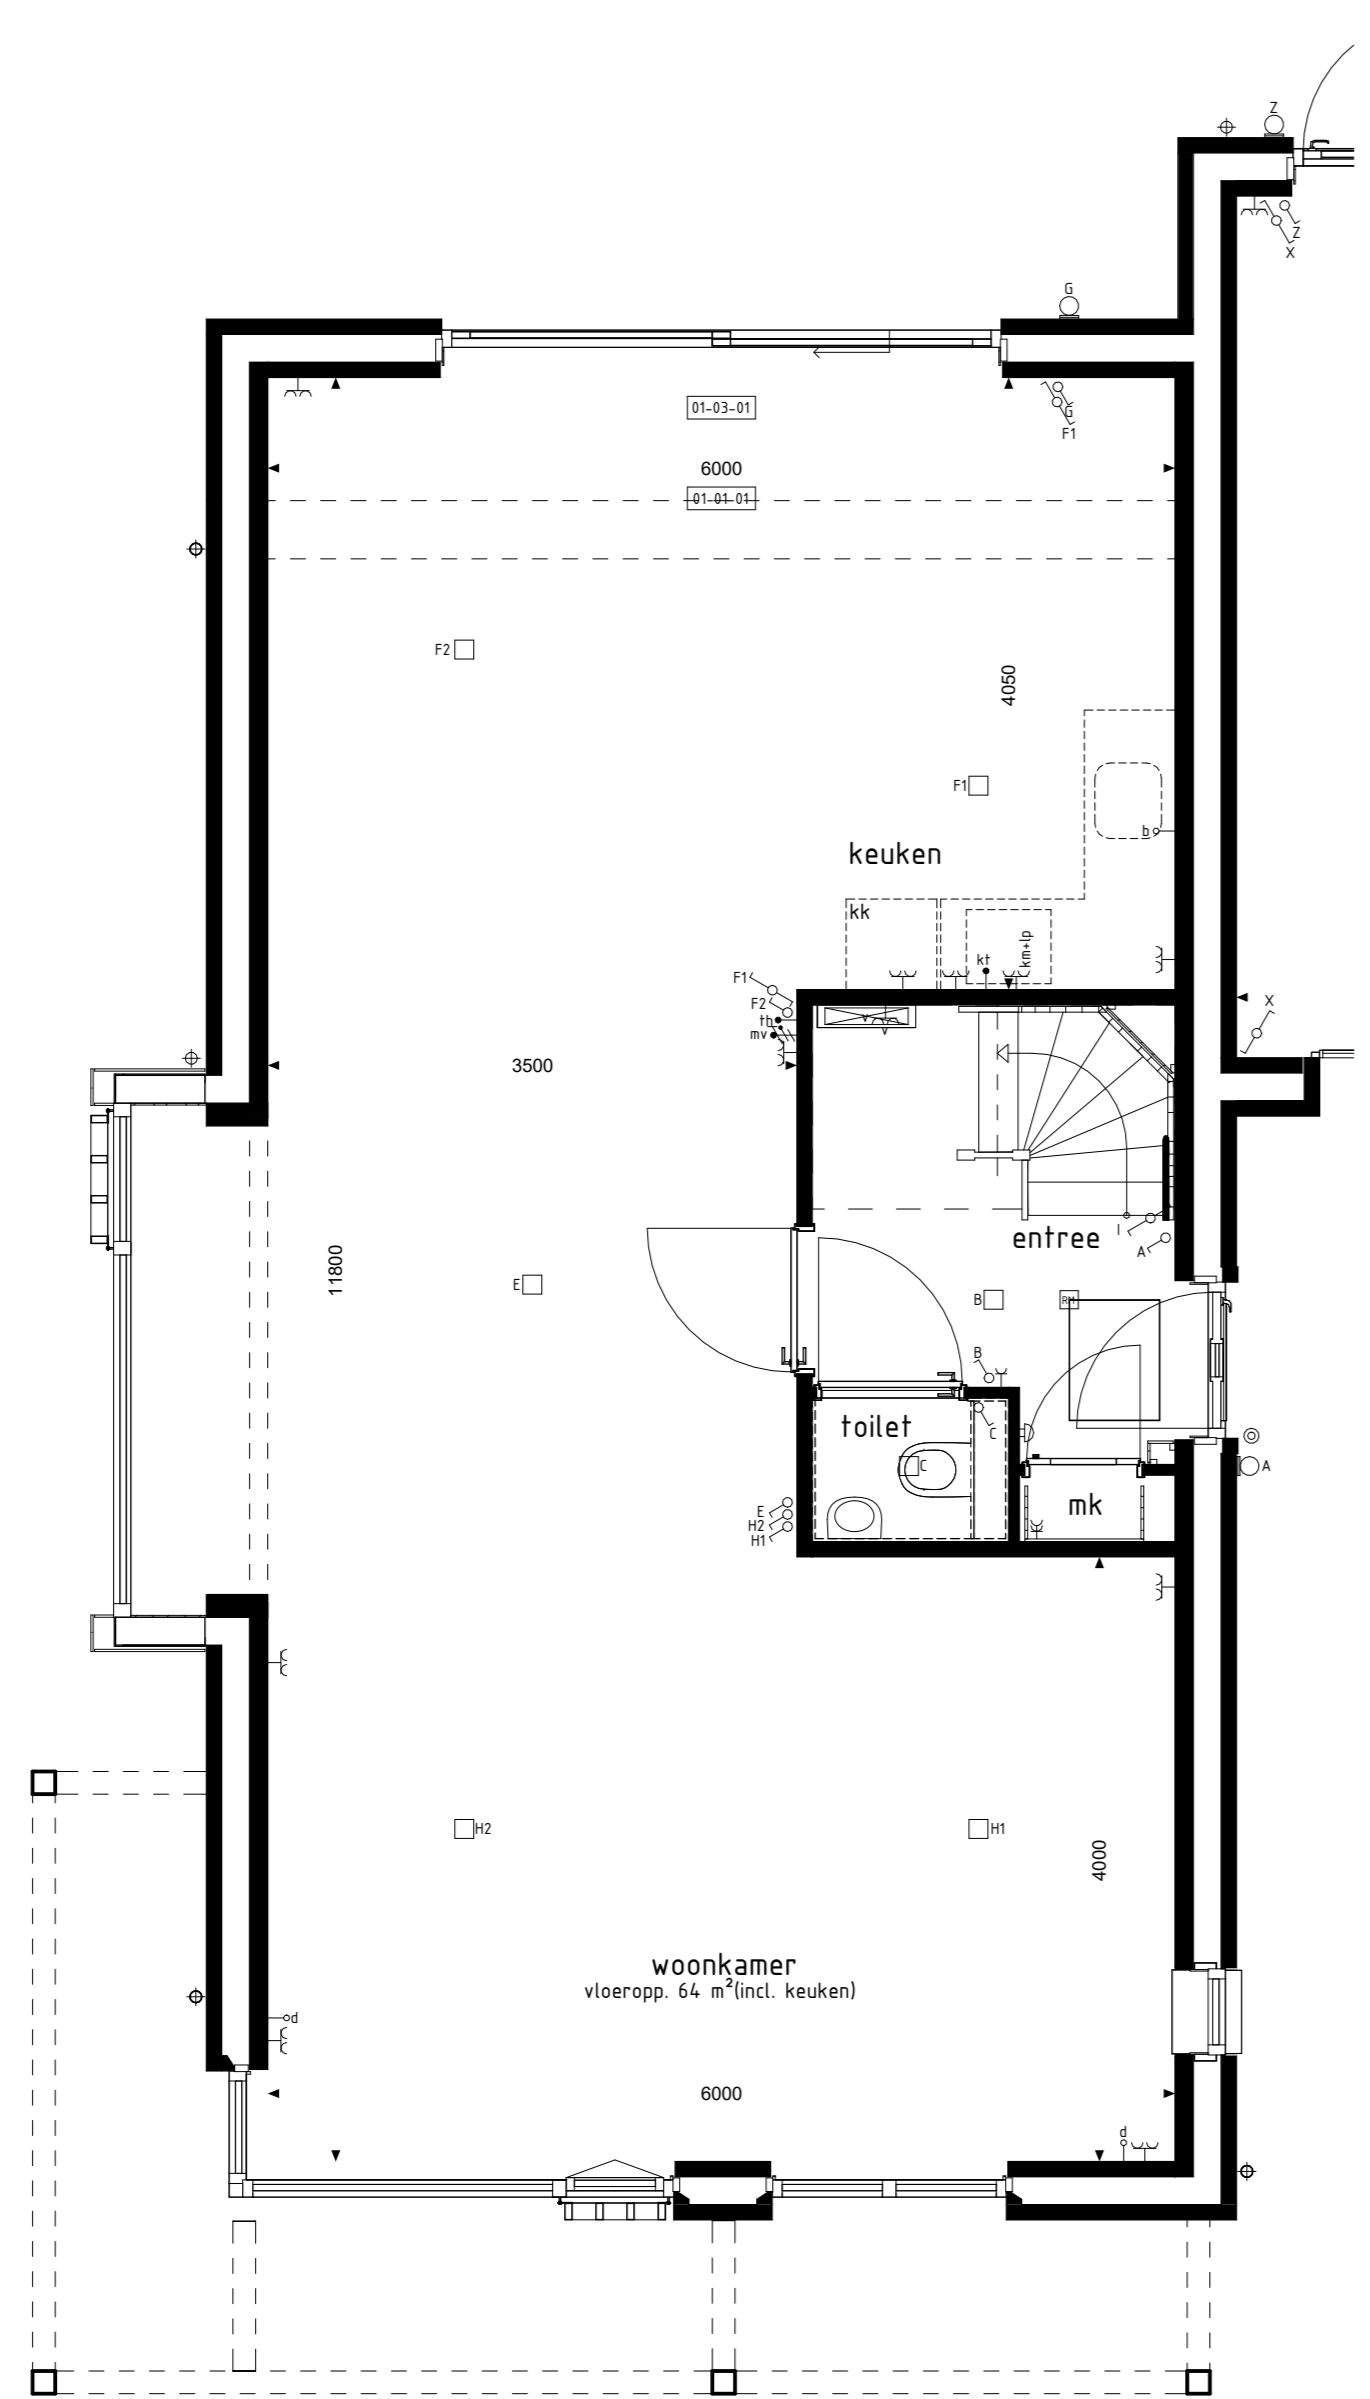 Z
Z
X
G
G
F1
01-03-01
6000
01-01-01
F2
4050
F1
b
keuken
kk
km+lp
kt
F1
F2
th
mv
X
3500
v
v
I
A
entree
11800
E
B
RM
B
toilet
C
C
A
mk
E
H2
H1
H2
H1
4000
woonkamer
vloeropp. 64 m²(incl. keuken)
d
6000
d